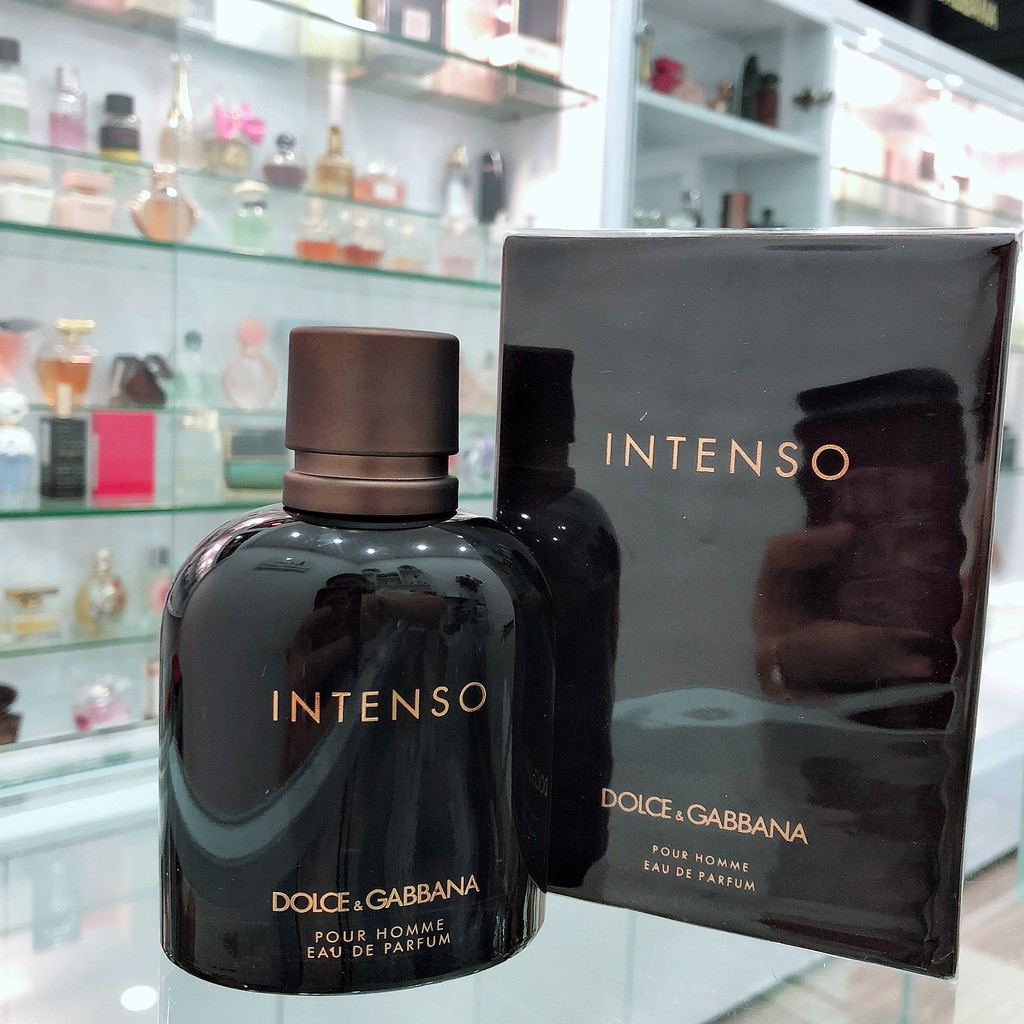 INTENSO
DOLCE & GABBANA
POUR HOMME
EAU DE PARFUM
INTENSO
DOLCE & GABBANA
POUR HOMME
EAU DE PARFUM